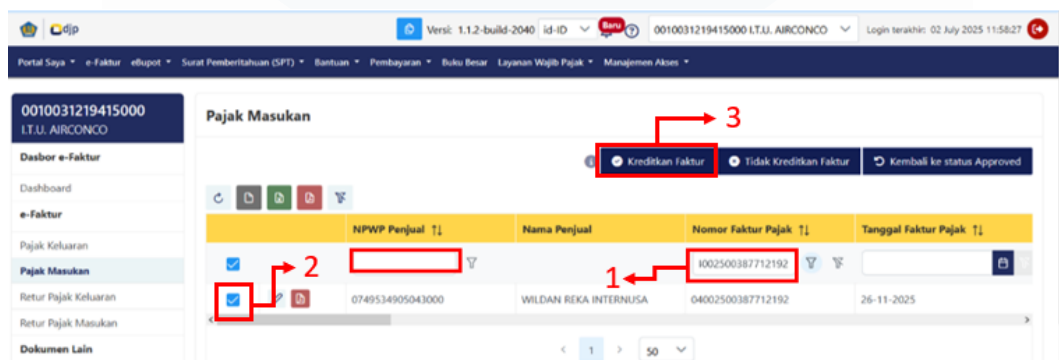 djp
Versi: 1.1.2-build-2040 id-ID Baru 0010031219415000 I.T.U. AIRCONCO Login terakhir: 02 July 2025 11:58:27
Portal Saya e-Faktur eBupot Surat Pemberitahuan (SPT) Bantuan Pembayaran Buku Besar Layanan Wajib Pajak Manajemen Akses
0010031219415000
I.T.U. AIRCONCO
Dasbor e-Faktur
Dashboard
e-Faktur
Pajak Keluaran
Pajak Masukan
Retur Pajak Keluaran
Retur Pajak Masukan
Dokumen Lain
Pajak Masukan
3
Kreditkan Faktur Tidak Kreditkan Faktur Kembali ke status Approved
NPWP Penjual Nama Penjual Nomor Faktur Pajak Tanggal Faktur Pajak
2 1 002500387712192
0749534905043000 WILDAN REKA INTERNUSA 04002500387712192 26-11-2025
1 50